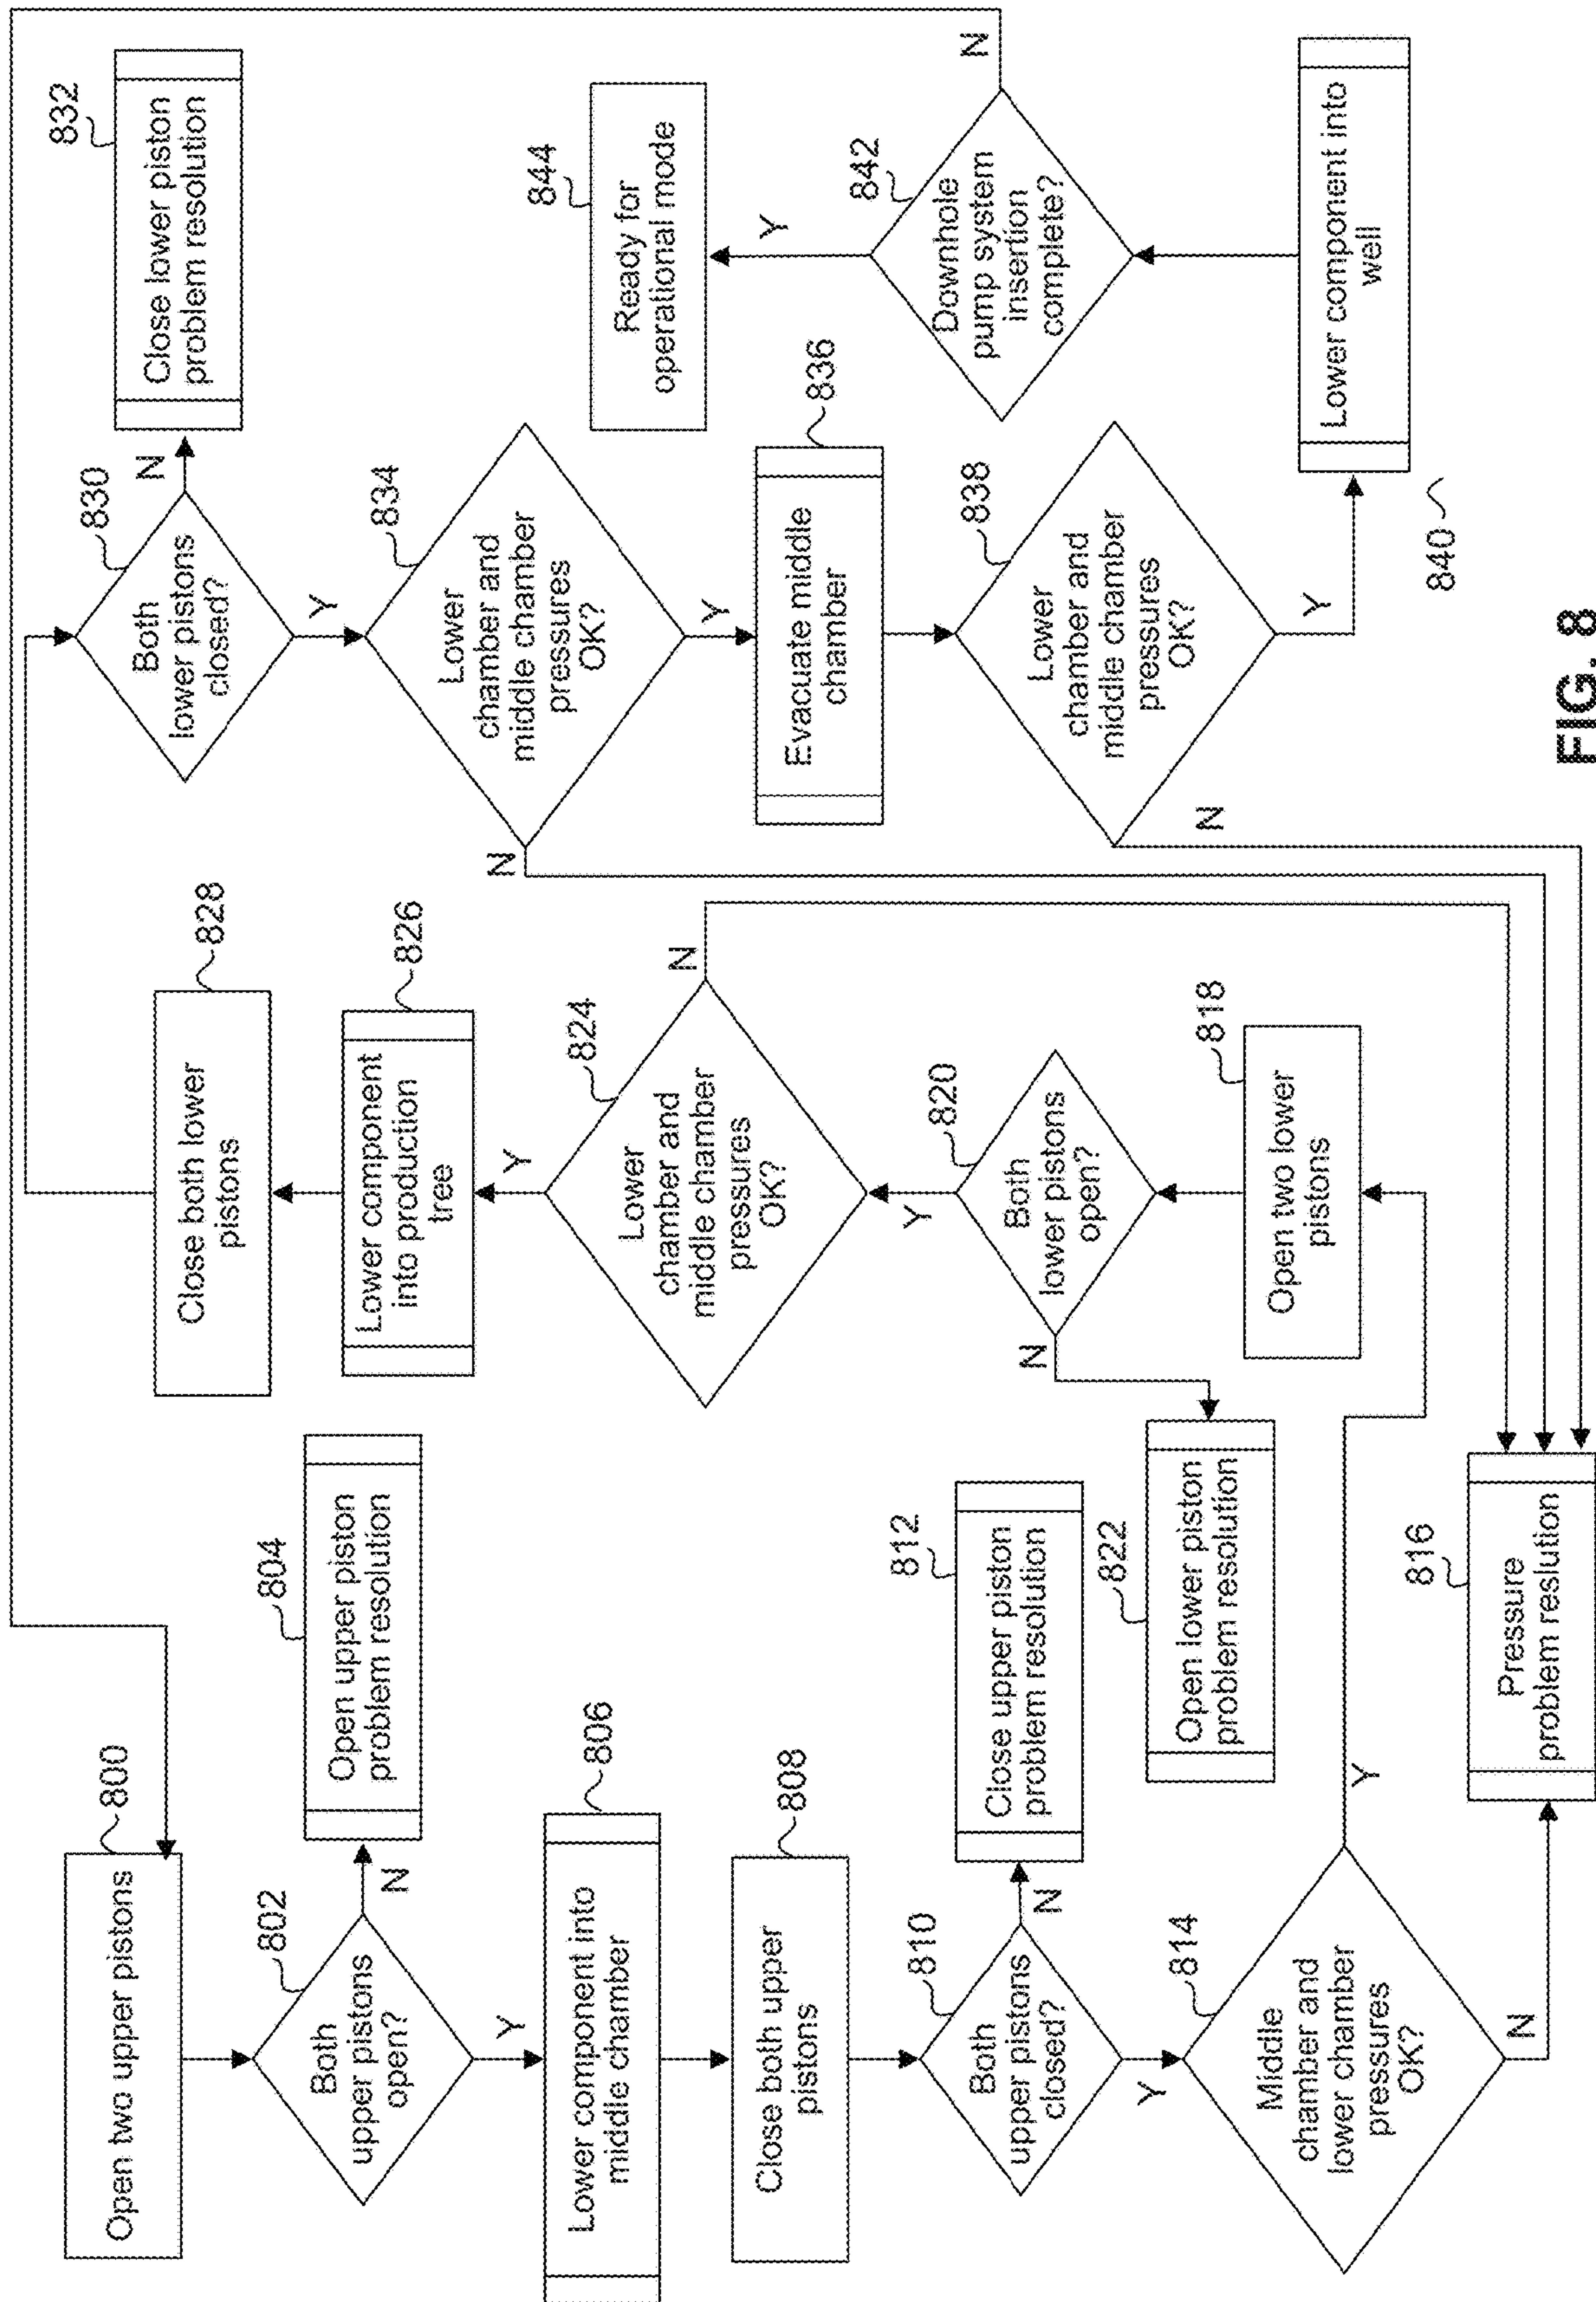 800
Open two upper pistons
802
Both
upper pistons
open?
N
804
Open upper piston
problem resolution
Y
806
Lower component into
middle chamber
808
Close both upper
pistons
810
Both
upper pistons
closed?
N
812
Close upper piston
problem resolution
Y
814
Middle
chamber and
lower chamber
pressures
OK?
Y
N
816
Pressure
problem reslution
818
Open two lower
pistons
820
Both
lower pistons
open?
N
822
Open lower piston
problem resolution
Y
824
Lower
chamber and
middle chamber
pressures
OK?
N
Y
826
Lower component
into production
tree
828
Close both lower
pistons
830
Both
lower pistons
closed?
N
832
Close lower piston
problem resolution
Y
834
Lower
chamber and
middle chamber
pressures
OK?
N
Y
836
Evacuate middle
chamber
838
Lower
chamber and
middle chamber
pressures
OK?
N
Y
840
Lower component into
well
842
Downhole
pump system
insertion
complete?
N
Y
844
Ready for
operational mode
FIG. 8